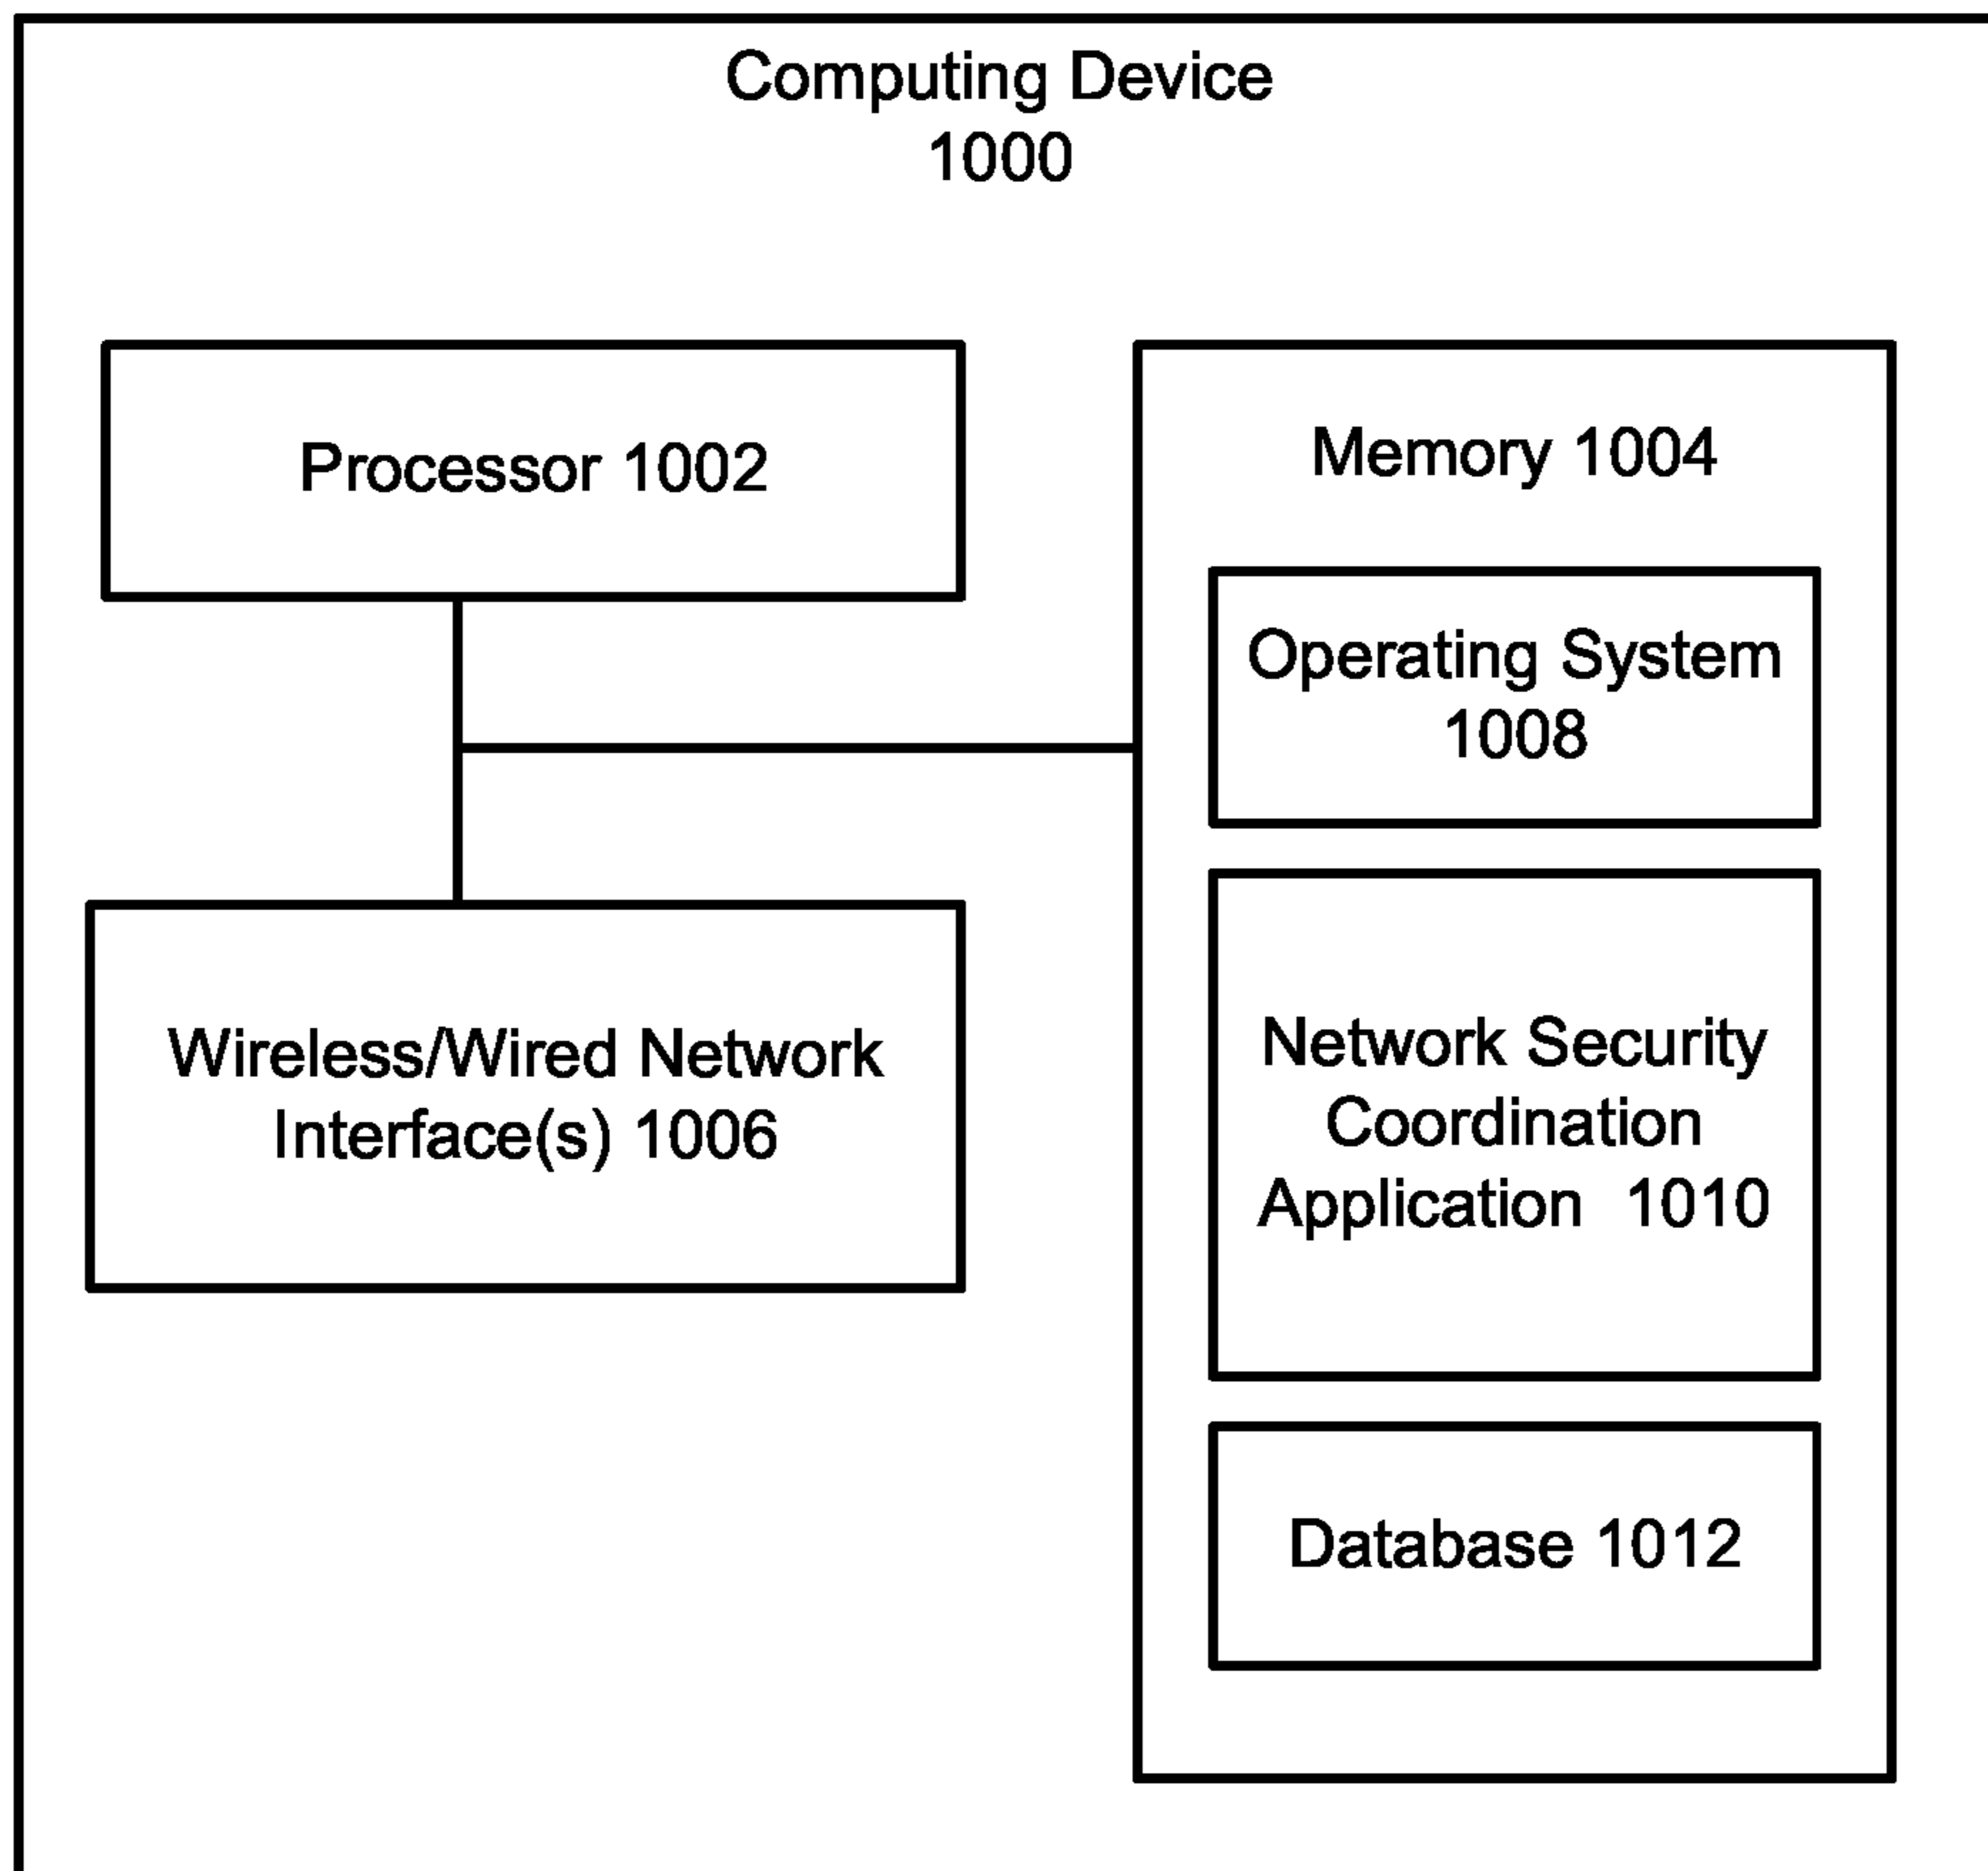 Computing Device
1000
Processor 1002
Memory 1004
Operating System
1008
Wireless/Wired Network
Interface(s) 1006
Network Security
Coordination
Application 1010
Database 1012